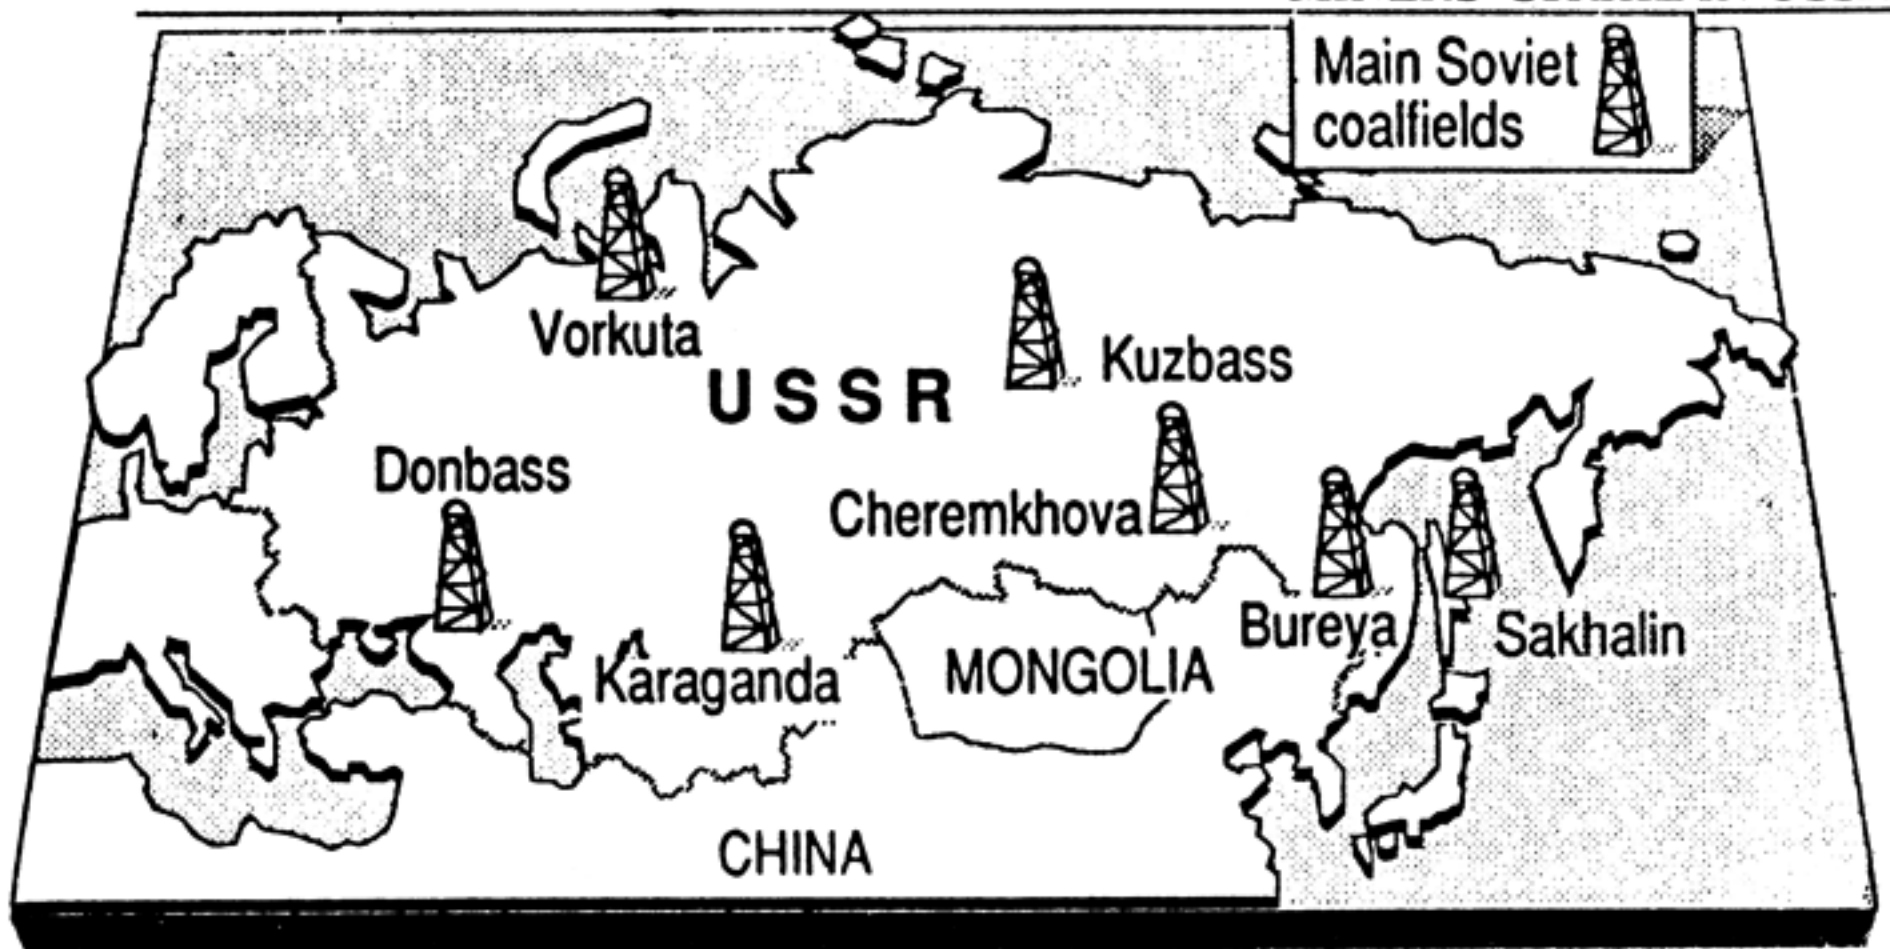 Main Soviet
coalfields
Vorkuta
Kuzbass
USSR
Donbass
Cheremkhova
Bureya
Sakhalin
Karaganda
MONGOLIA
CHINA